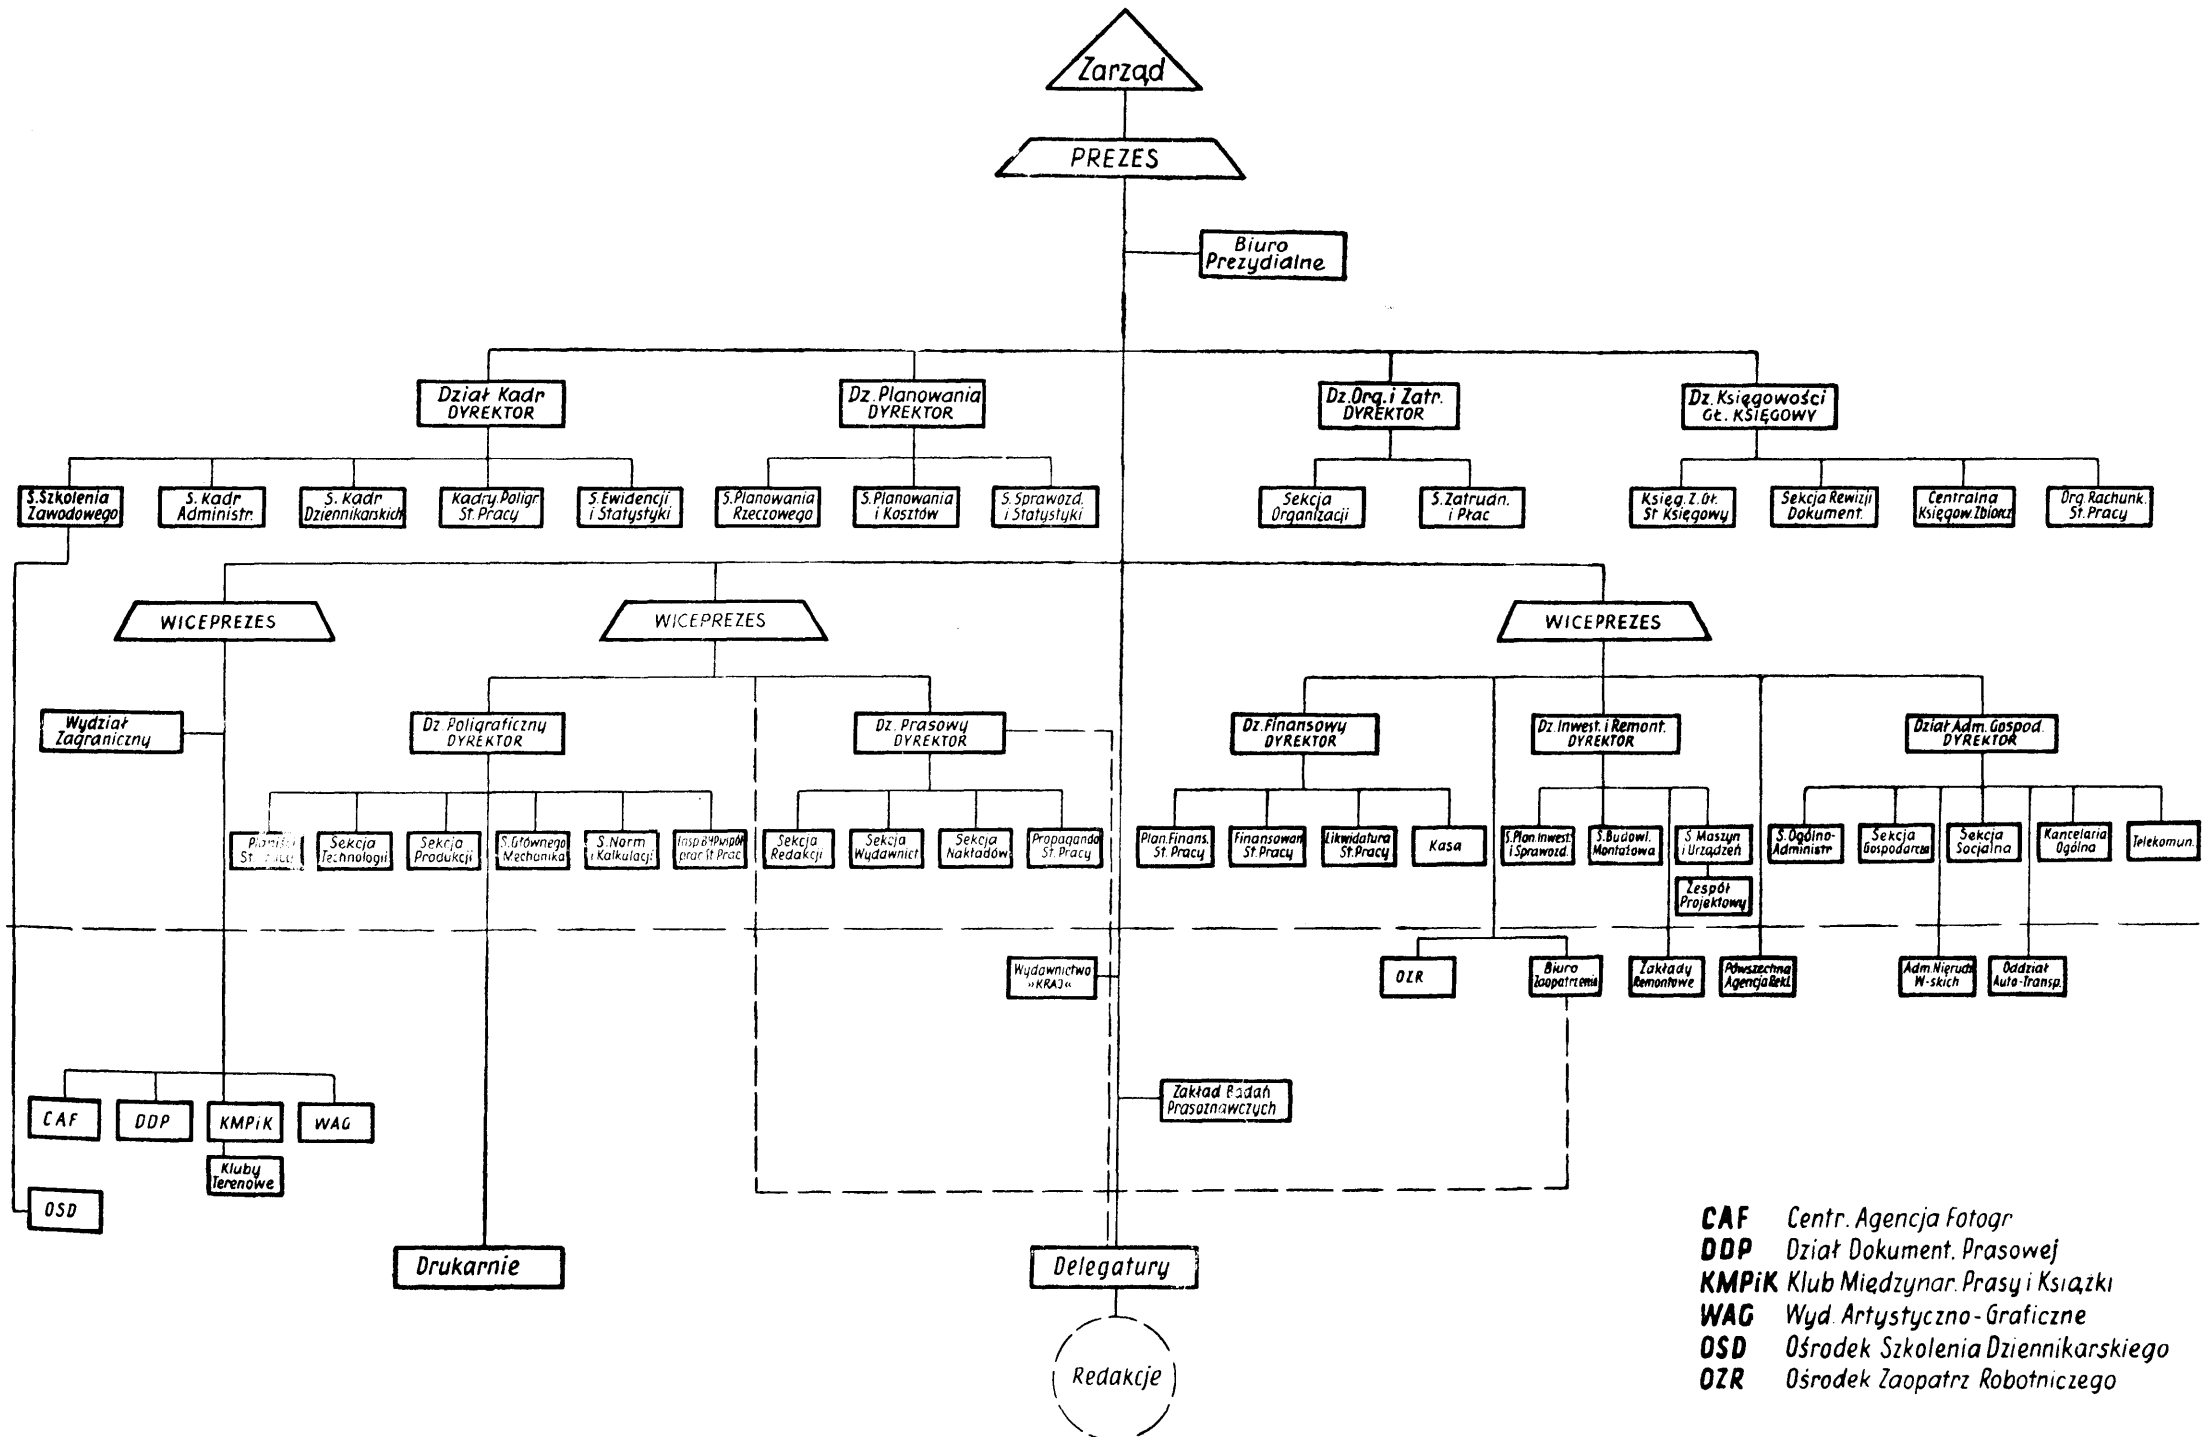 Zarząd
PREZES
Biuro
Prezydialne
Dział Kadr
DYREKTOR
Dz. Planowania
DYREKTOR
Dz. Org. i Zatr.
DYREKTOR
Dz. Księgowości
GŁ. KSIĘGOWY
S. Szkolenia
Zawodowego
S. Kadr
Administr.
S. Kadr
Dziennikarskich
Kadry. Poligr.
St. Pracy
S. Ewidencji
i Statystyki
S. Planowania
Rzeczowego
S. Planowania
i Kosztów
S. Sprawozd.
i Statystyki
Sekcja
Organizacji
S. Zatrudn.
i Płac
Księg. Z. Gł.
St Księgowy
Sekcja Rewizji
Dokument.
Centralna
Księgow. Zbiorcz
Org. Rachunk.
St. Pracy
WICEPREZES
WICEPREZES
WICEPREZES
Wydział
Zagraniczny
Dz. Poligraficzny
DYREKTOR
Dz. Prasowy
DYREKTOR
Dz. Finansowy
DYREKTOR
Dz. Inwest. i Remont.
DYREKTOR
Dział Adm. Gospod.
DYREKTOR
St.
Sekcja
Technologii
Sekcja
Produkcji
S. Głównego
Mechanika
S. Norm
i Kalkulacji
Insp.
prac St Prac
Sekcja
Redakcji
Sekcja
Wydawnict
Sekcja
Nakładów
Propaganda
St. Pracy
Plan. Finans.
St. Pracy
Finansowan
St. Pracy
Likwidatura
St. Pracy
Kasa
S. Plan. Inwest.
i Sprawozd.
S. Budowl.
Montażowa
S Maszyn
i Urządzeń
Zespół
Projektowy
S. Ogólno-
Administr
Sekcja
Gospodarcza
Sekcja
Socjalna
Kancelaria
Ogólna
Telekomun.
Wydawnictwo
»KRAJ«
OZR
Biuro
Zaopatrzenia
Zakłady
Remontowe
Powszechna
Agencja Rekl.
Adm. Nieruch
W-skich
Oddział
Auto-Transp.
CAF
DDP
KMPiK
WAG
Kluby
Terenowe
Zakład Badań
Prasoznawczych
OSD
Drukarnie
Delegatury
Redakcje
CAF Centr. Agencja Fotogr
DDP Dział Dokument. Prasowej
KMPiK Klub Międzynar. Prasy i Książki
WAG Wyd. Artystyczno-Graficzne
OSD Ośrodek Szkolenia Dziennikarskiego
OZR Ośrodek Zaopatrz Robotniczego